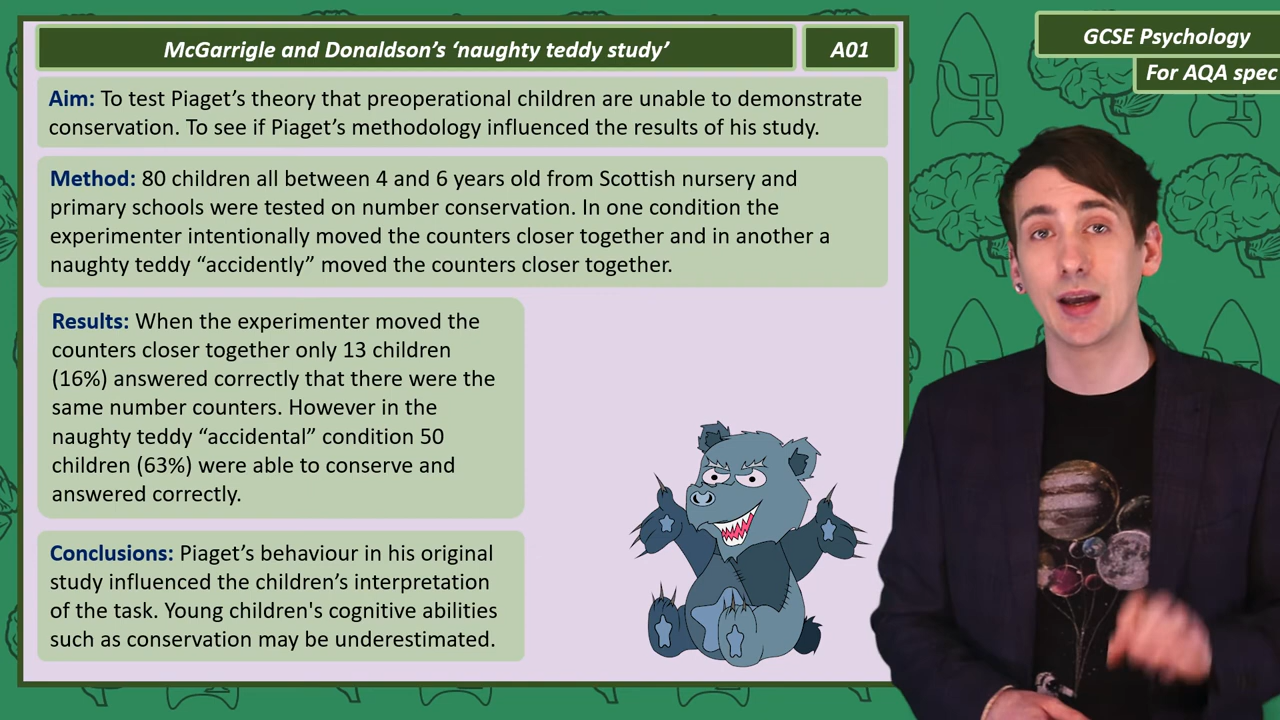 McGarrigle and Donaldson's 'naughty teddy study'
A01
GCSE Psychology
For AQA spec
Aim: To test Piaget's theory that preoperational children are unable to demonstrate
conservation. To see if Piaget's methodology influenced the results of his study.
Method: 80 children all between 4 and 6 years old from Scottish nursery and
primary schools were tested on number conservation. In one condition the
experimenter intentionally moved the counters closer together and in another a
naughty teddy “accidently” moved the counters closer together.
Results: When the experimenter moved the
counters closer together only 13 children
(16%) answered correctly that there were the
same number counters. However in the
naughty teddy “accidental” condition 50
children (63%) were able to conserve and
answered correctly.
Conclusions: Piaget's behaviour in his original
study influenced the children's interpretation
of the task. Young children's cognitive abilities
such as conservation may be underestimated.